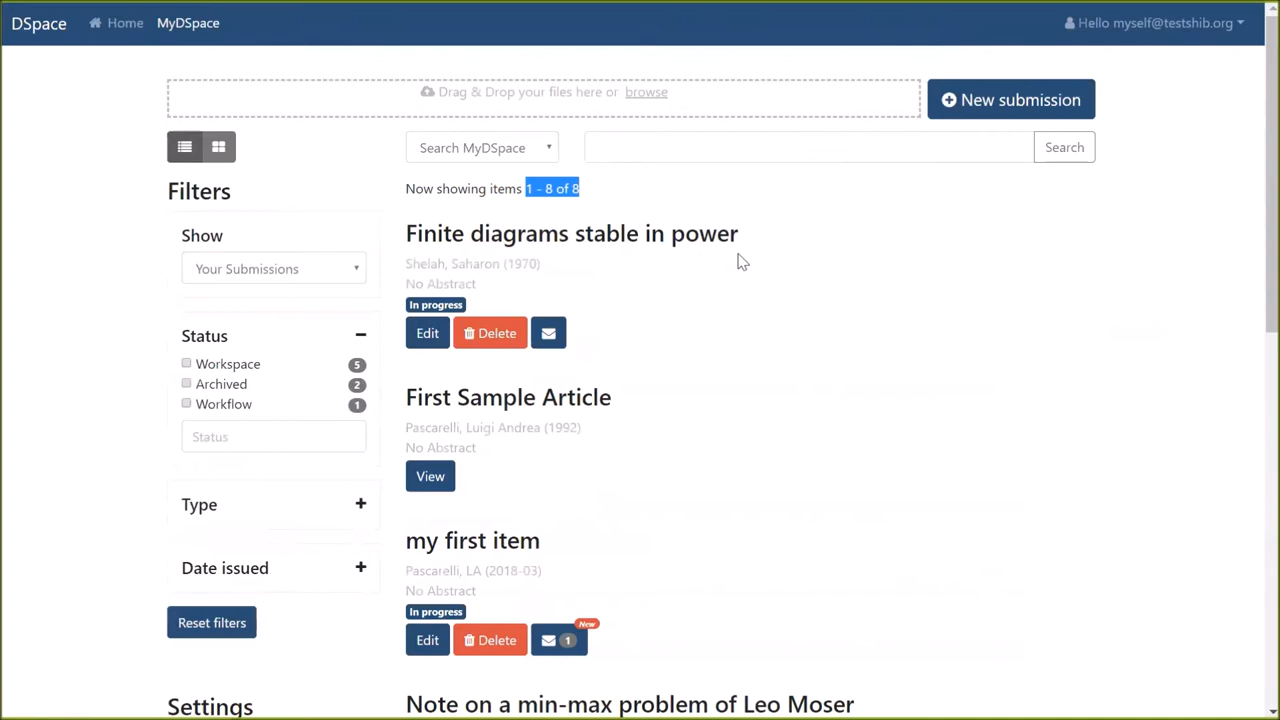 DSpace Home MyDSpace Hello myself@testshib.org
Drag & Drop your files here or browse
New submission
Search MyDSpace
Search
Filters
Now showing items 1 - 8 of 8
Show
Your Submissions
Status
Workspace 5
Archived 2
Workflow 1
Status
Type
Date issued
Reset filters
Settings
Finite diagrams stable in power
Shelah, Saharon (1970)
No Abstract
In progress
Edit Delete
First Sample Article
Pascarelli, Luigi Andrea (1992)
No Abstract
View
my first item
Pascarelli, LA (2018-03)
No Abstract
In progress
New
Edit Delete 1
Note on a min-max problem of Leo Moser